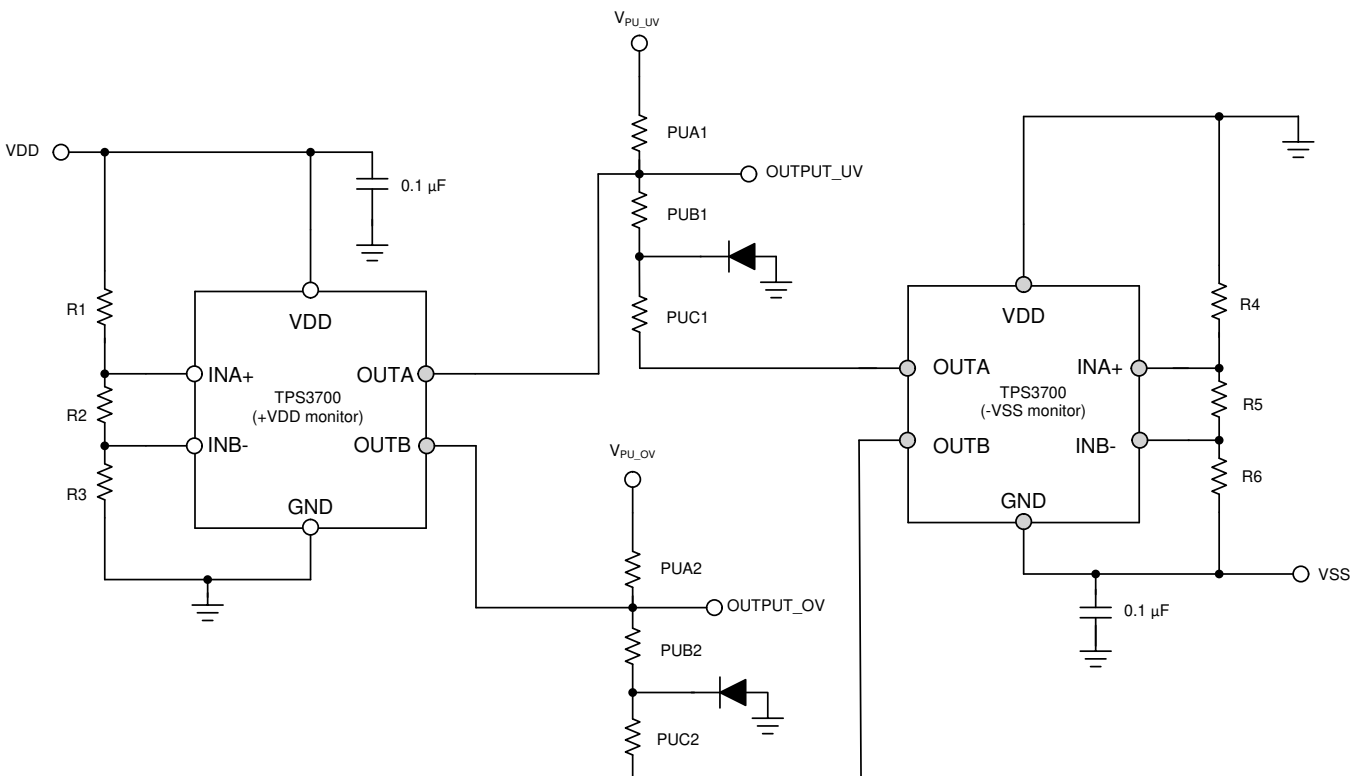 V_PU_UV
PUA1
VDD
OUTPUT_UV
0.1 µF
PUB1
R1
VDD
PUC1
VDD
R4
INA+
OUTA
OUTA
INA+
TPS3700
(+VDD monitor)
TPS3700
(-VSS monitor)
R2
R5
INB-
OUTB
OUTB
INB-
V_PU_OV
R3
R6
GND
GND
PUA2
VSS
OUTPUT_OV
0.1 µF
PUB2
PUC2